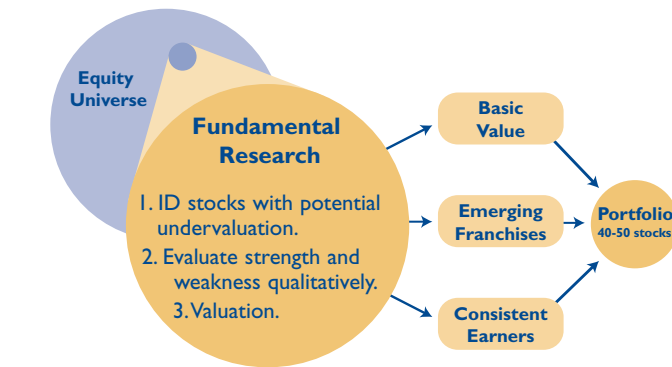 Equity
Universe
Fundamental
Research
1. ID stocks with potential
undervaluation.
2. Evaluate strength and
weakness qualitatively.
3. Valuation.
Basic
Value
Emerging
Franchises
Consistent
Earners
Portfolio
40-50 stocks